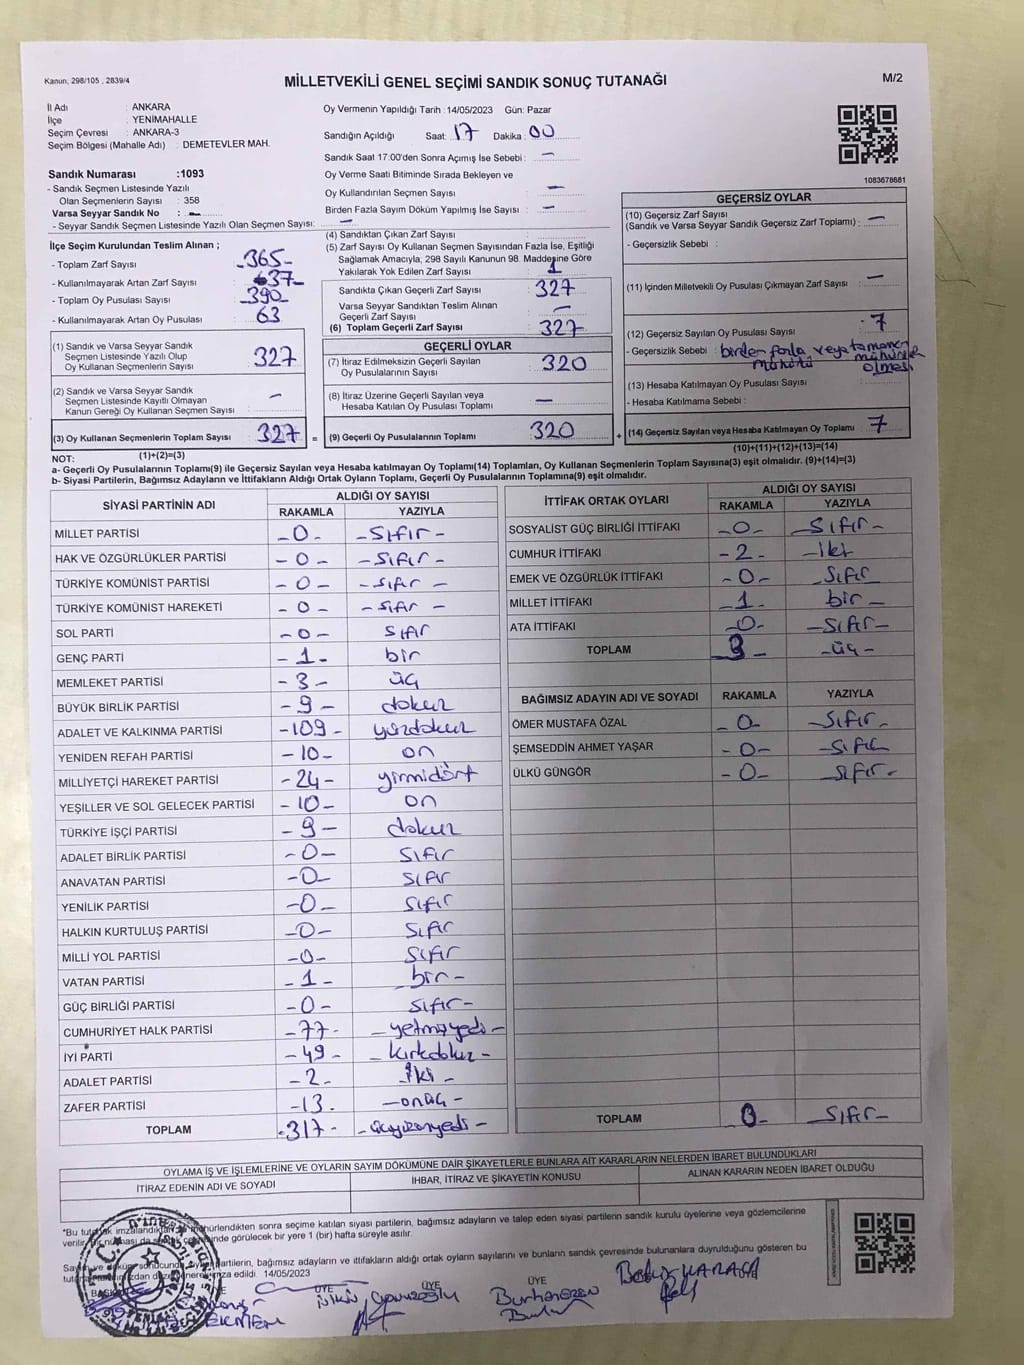 Kanun; 298/105 , 2839/4
MİLLETVEKİLİ GENEL SEÇİMİ SANDIK SONUÇ TUTANAĞI
M/2
İl Adı : ANKARA
İlçe : YENİMAHALLE
Seçim Çevresi : ANKARA-3
Seçim Bölgesi (Mahalle Adı) : DEMETEVLER MAH.
Sandık Numarası :1093
- Sandık Seçmen Listesinde Yazılı
Olan Seçmenlerin Sayısı : 358
Varsa Seyyar Sandık No : -
- Seyyar Sandık Seçmen Listesinde Yazılı Olan Seçmen Sayısı: -
Oy Vermenin Yapıldığı Tarih :14/05/2023 Gün: Pazar
Sandığın Açıldığı Saat: 17 Dakika: 00
Sandık Saat 17:00'den Sonra Açımış İse Sebebi : -
Oy Verme Saati Bitiminde Sırada Bekleyen ve
Oy Kullandırılan Seçmen Sayısı -
Birden Fazla Sayım Döküm Yapılmış İse Sayısı -
1083678681
İlçe Seçim Kurulundan Teslim Alınan ;
- Toplam Zarf Sayısı 365-
- Kullanılmayarak Artan Zarf Sayısı 37-
- Toplam Oy Pusulası Sayısı 390
- Kullanılmayarak Artan Oy Pusulası 63
(1) Sandık ve Varsa Seyyar Sandık
Seçmen Listesinde Yazılı Olup
Oy Kullanan Seçmenlerin Sayısı 327
(2) Sandık ve Varsa Seyyar Sandık
Seçmen Listesinde Kayıtlı Olmayan
Kanun Gereği Oy Kullanan Seçmen Sayısı -
(3) Oy Kullanan Seçmenlerin Toplam Sayısı 327 =
(4) Sandıktan Çıkan Zarf Sayısı :
(5) Zarf Sayısı Oy Kullanan Seçmen Sayısından Fazla İse, Eşitliği
Sağlamak Amacıyla, 298 Sayılı Kanunun 98. Maddesine Göre
Yakılarak Yok Edilen Zarf Sayısı 1
Sandıkta Çıkan Geçerli Zarf Sayısı 327
Varsa Seyyar Sandıktan Teslim Alınan
Geçerli Zarf Sayısı -
(6) Toplam Geçerli Zarf Sayısı 327
GEÇERLİ OYLAR
(7) İtiraz Edilmeksizin Geçerli Sayılan
Oy Pusulalarının Sayısı 320
(8) İtiraz Üzerine Geçerli Sayılan veya
Hesaba Katılan Oy Pusulası Toplamı -
(9) Geçerli Oy Pusulalarının Toplamı 320 +
GEÇERSİZ OYLAR
(10) Geçersiz Zarf Sayısı
(Sandık ve Varsa Seyyar Sandık Geçersiz Zarf Toplamı) : -
- Geçersizlik Sebebi :
(11) İçinden Milletvekili Oy Pusulası Çıkmayan Zarf Sayısı -
(12) Geçersiz Sayılan Oy Pusulası Sayısı 7
- Geçersizlik Sebebi : birden fazla veya tamamen
mühürlü mühürsüz
olması
(13) Hesaba Katılmayan Oy Pusulası Sayısı
- Hesaba Katılmama Sebebi :
(14) Geçersiz Sayılan veya Hesaba Katılmayan Oy Toplamı 7
NOT: (1)+(2)=(3)
(10)+(11)+(12)+(13)=(14)
a- Geçerli Oy Pusulalarının Toplamı(9) ile Geçersiz Sayılan veya Hesaba katılmayan Oy Toplamı(14) Toplamları, Oy Kullanan Seçmenlerin Toplam Sayısına(3) eşit olmalıdır. (9)+(14)=(3)
b- Siyasi Partilerin, Bağımsız Adayların ve İttifakların Aldığı Ortak Oyların Toplamı, Geçerli Oy Pusulalarının Toplamına(9) eşit olmalıdır.
SİYASİ PARTİNİN ADI ALDIĞI OY SAYISI
RAKAMLA YAZIYLA
MİLLET PARTİSİ -0- -Sıfır-
HAK VE ÖZGÜRLÜKLER PARTİSİ -0- -Sıfır-
TÜRKİYE KOMÜNİST PARTİSİ -0- -Sıfır-
TÜRKİYE KOMÜNİST HAREKETİ -0- -Sıfır-
SOL PARTİ -0- Sıfır
GENÇ PARTİ -1- bir
MEMLEKET PARTİSİ -3- üç
BÜYÜK BİRLİK PARTİSİ -9- dokuz
ADALET VE KALKINMA PARTİSİ -109- yüzdokuz
YENİDEN REFAH PARTİSİ -10- on
MİLLİYETÇİ HAREKET PARTİSİ -24- yirmidört
YEŞİLLER VE SOL GELECEK PARTİSİ -10- on
TÜRKİYE İŞÇİ PARTİSİ -9- dokuz
ADALET BİRLİK PARTİSİ -0- Sıfır
ANAVATAN PARTİSİ -0- Sıfır
YENİLİK PARTİSİ -0- Sıfır
HALKIN KURTULUŞ PARTİSİ -0- Sıfır
MİLLİ YOL PARTİSİ -0- Sıfır
VATAN PARTİSİ -1- bir-
GÜÇ BİRLİĞİ PARTİSİ -0- Sıfır-
CUMHURİYET HALK PARTİSİ -77- -yetmişyedi-
İYİ PARTİ -49- -kırkdokuz-
ADALET PARTİSİ -2- -iki-
ZAFER PARTİSİ -13. -onüç-
TOPLAM -317- -üçyüzonyedi-
İTTİFAK ORTAK OYLARI ALDIĞI OY SAYISI
RAKAMLA YAZIYLA
SOSYALİST GÜÇ BİRLİĞİ İTTİFAKI -0- -Sıfır-
CUMHUR İTTİFAKI -2- -iki
EMEK VE ÖZGÜRLÜK İTTİFAKI -0- Sıfır
MİLLET İTTİFAKI -1- bir-
ATA İTTİFAKI -0- -Sıfır-
TOPLAM 3- -üç-
BAĞIMSIZ ADAYIN ADI VE SOYADI RAKAMLA YAZIYLA
ÖMER MUSTAFA ÖZAL -0- -Sıfır-
ŞEMSEDDİN AHMET YAŞAR -0- -Sıfır
ÜLKÜ GÜNGÖR -0- -Sıfır-
TOPLAM 0- Sıfır-
OYLAMA İŞ VE İŞLEMLERİNE VE OYLARIN SAYIM DÖKÜMÜNE DAİR ŞİKAYETLERLE BUNLARA AİT KARARLARIN NELERDEN İBARET BULUNDUKLARI
İTİRAZ EDENİN ADI VE SOYADI İHBAR, İTİRAZ VE ŞİKAYETİN KONUSU ALINAN KARARIN NEDEN İBARET OLDUĞU
*Bu imzalandıktan mühürlendikten sonra seçime katılan siyasi partilerin, bağımsız adayların ve talep eden siyasi partilerin sandık kurulu üyelerine veya gözlemcilerine
verilir. görülecek bir yere 1 (bir) hafta süreyle asılır.
sonucunda partilerin, bağımsız adayların ve ittifakların aldığı ortak oyların sayılarını ve bunların sandık çevresinde bulunanlara duyrulduğunu gösteren bu
imza edildi. 14/05/2023
ÜYE ÜYE ÜYE
EKMEN
Burhan EREN
Bekir KARACA